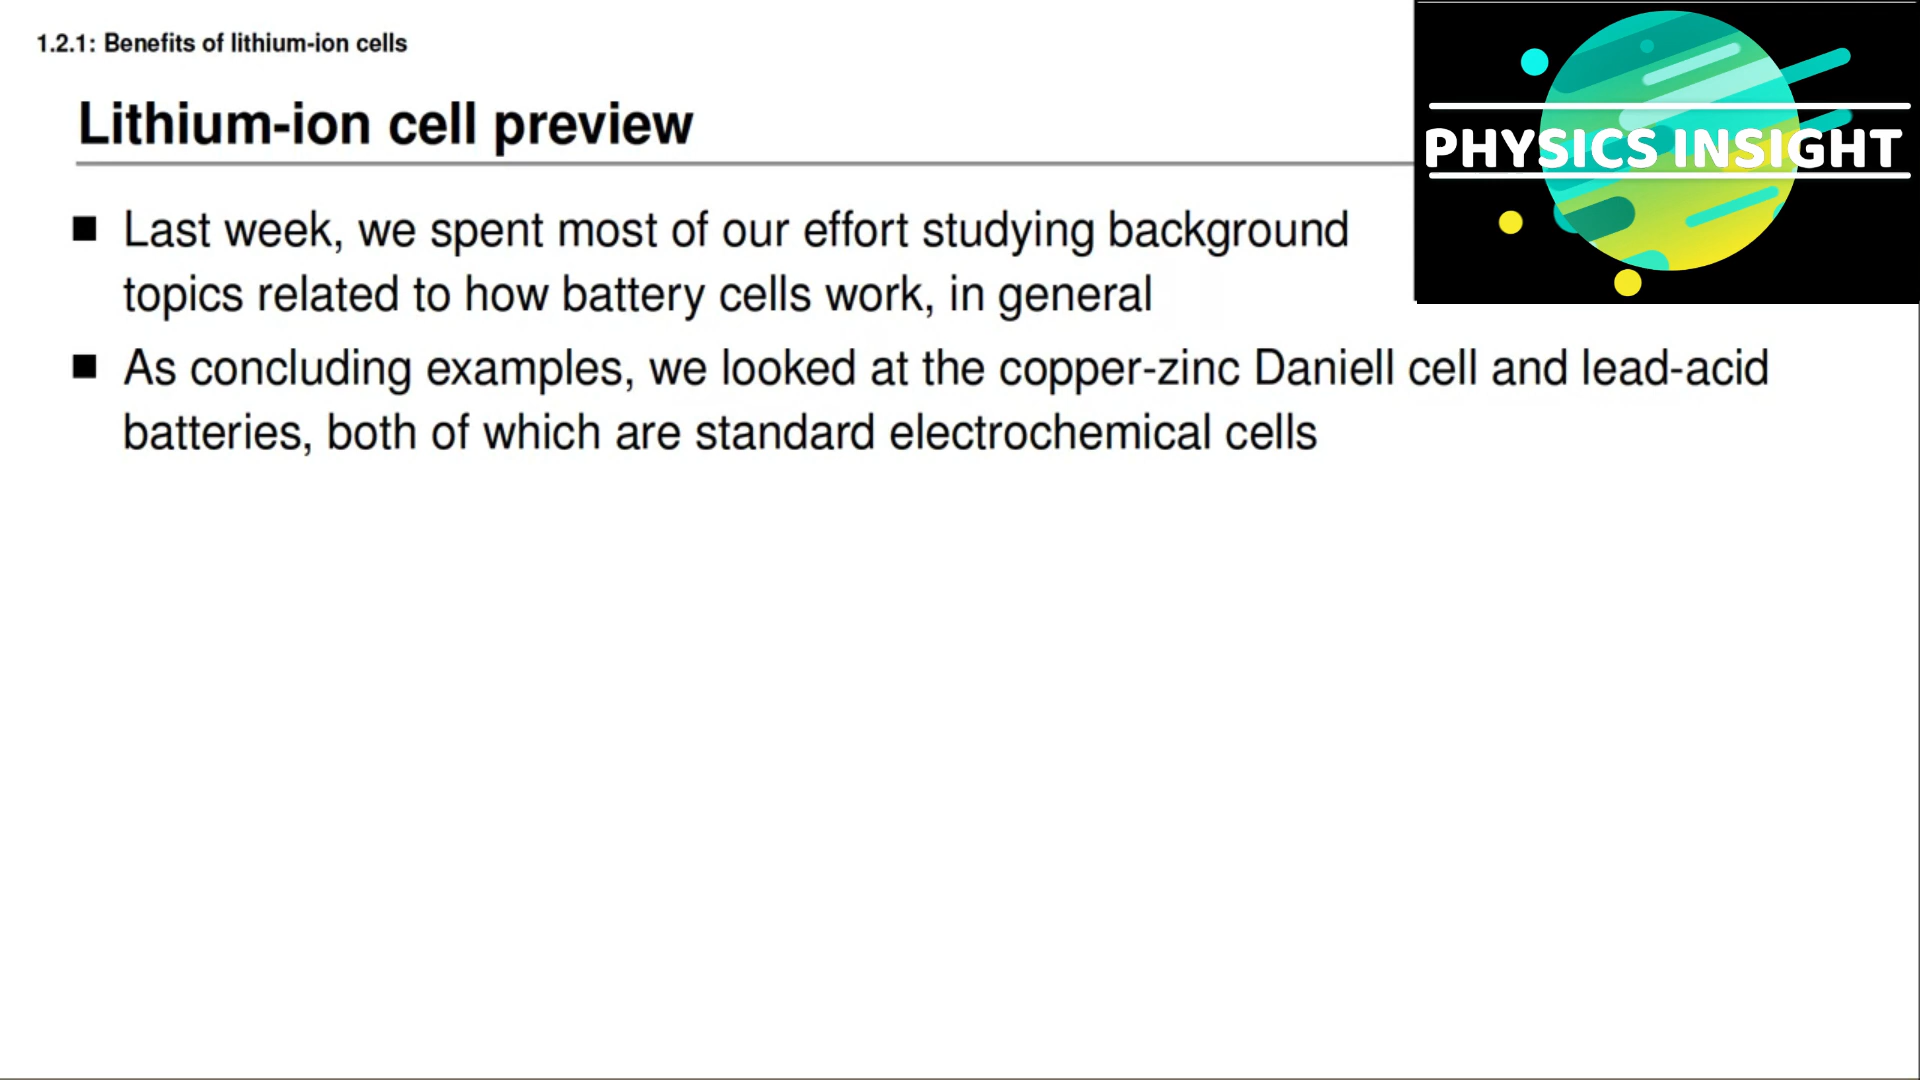 1.2.1: Benefits of lithium-ion cells
Lithium-ion cell preview
PHYSICS INSIGHT
■ Last week, we spent most of our effort studying background
topics related to how battery cells work, in general
■ As concluding examples, we looked at the copper-zinc Daniell cell and lead-acid
batteries, both of which are standard electrochemical cells